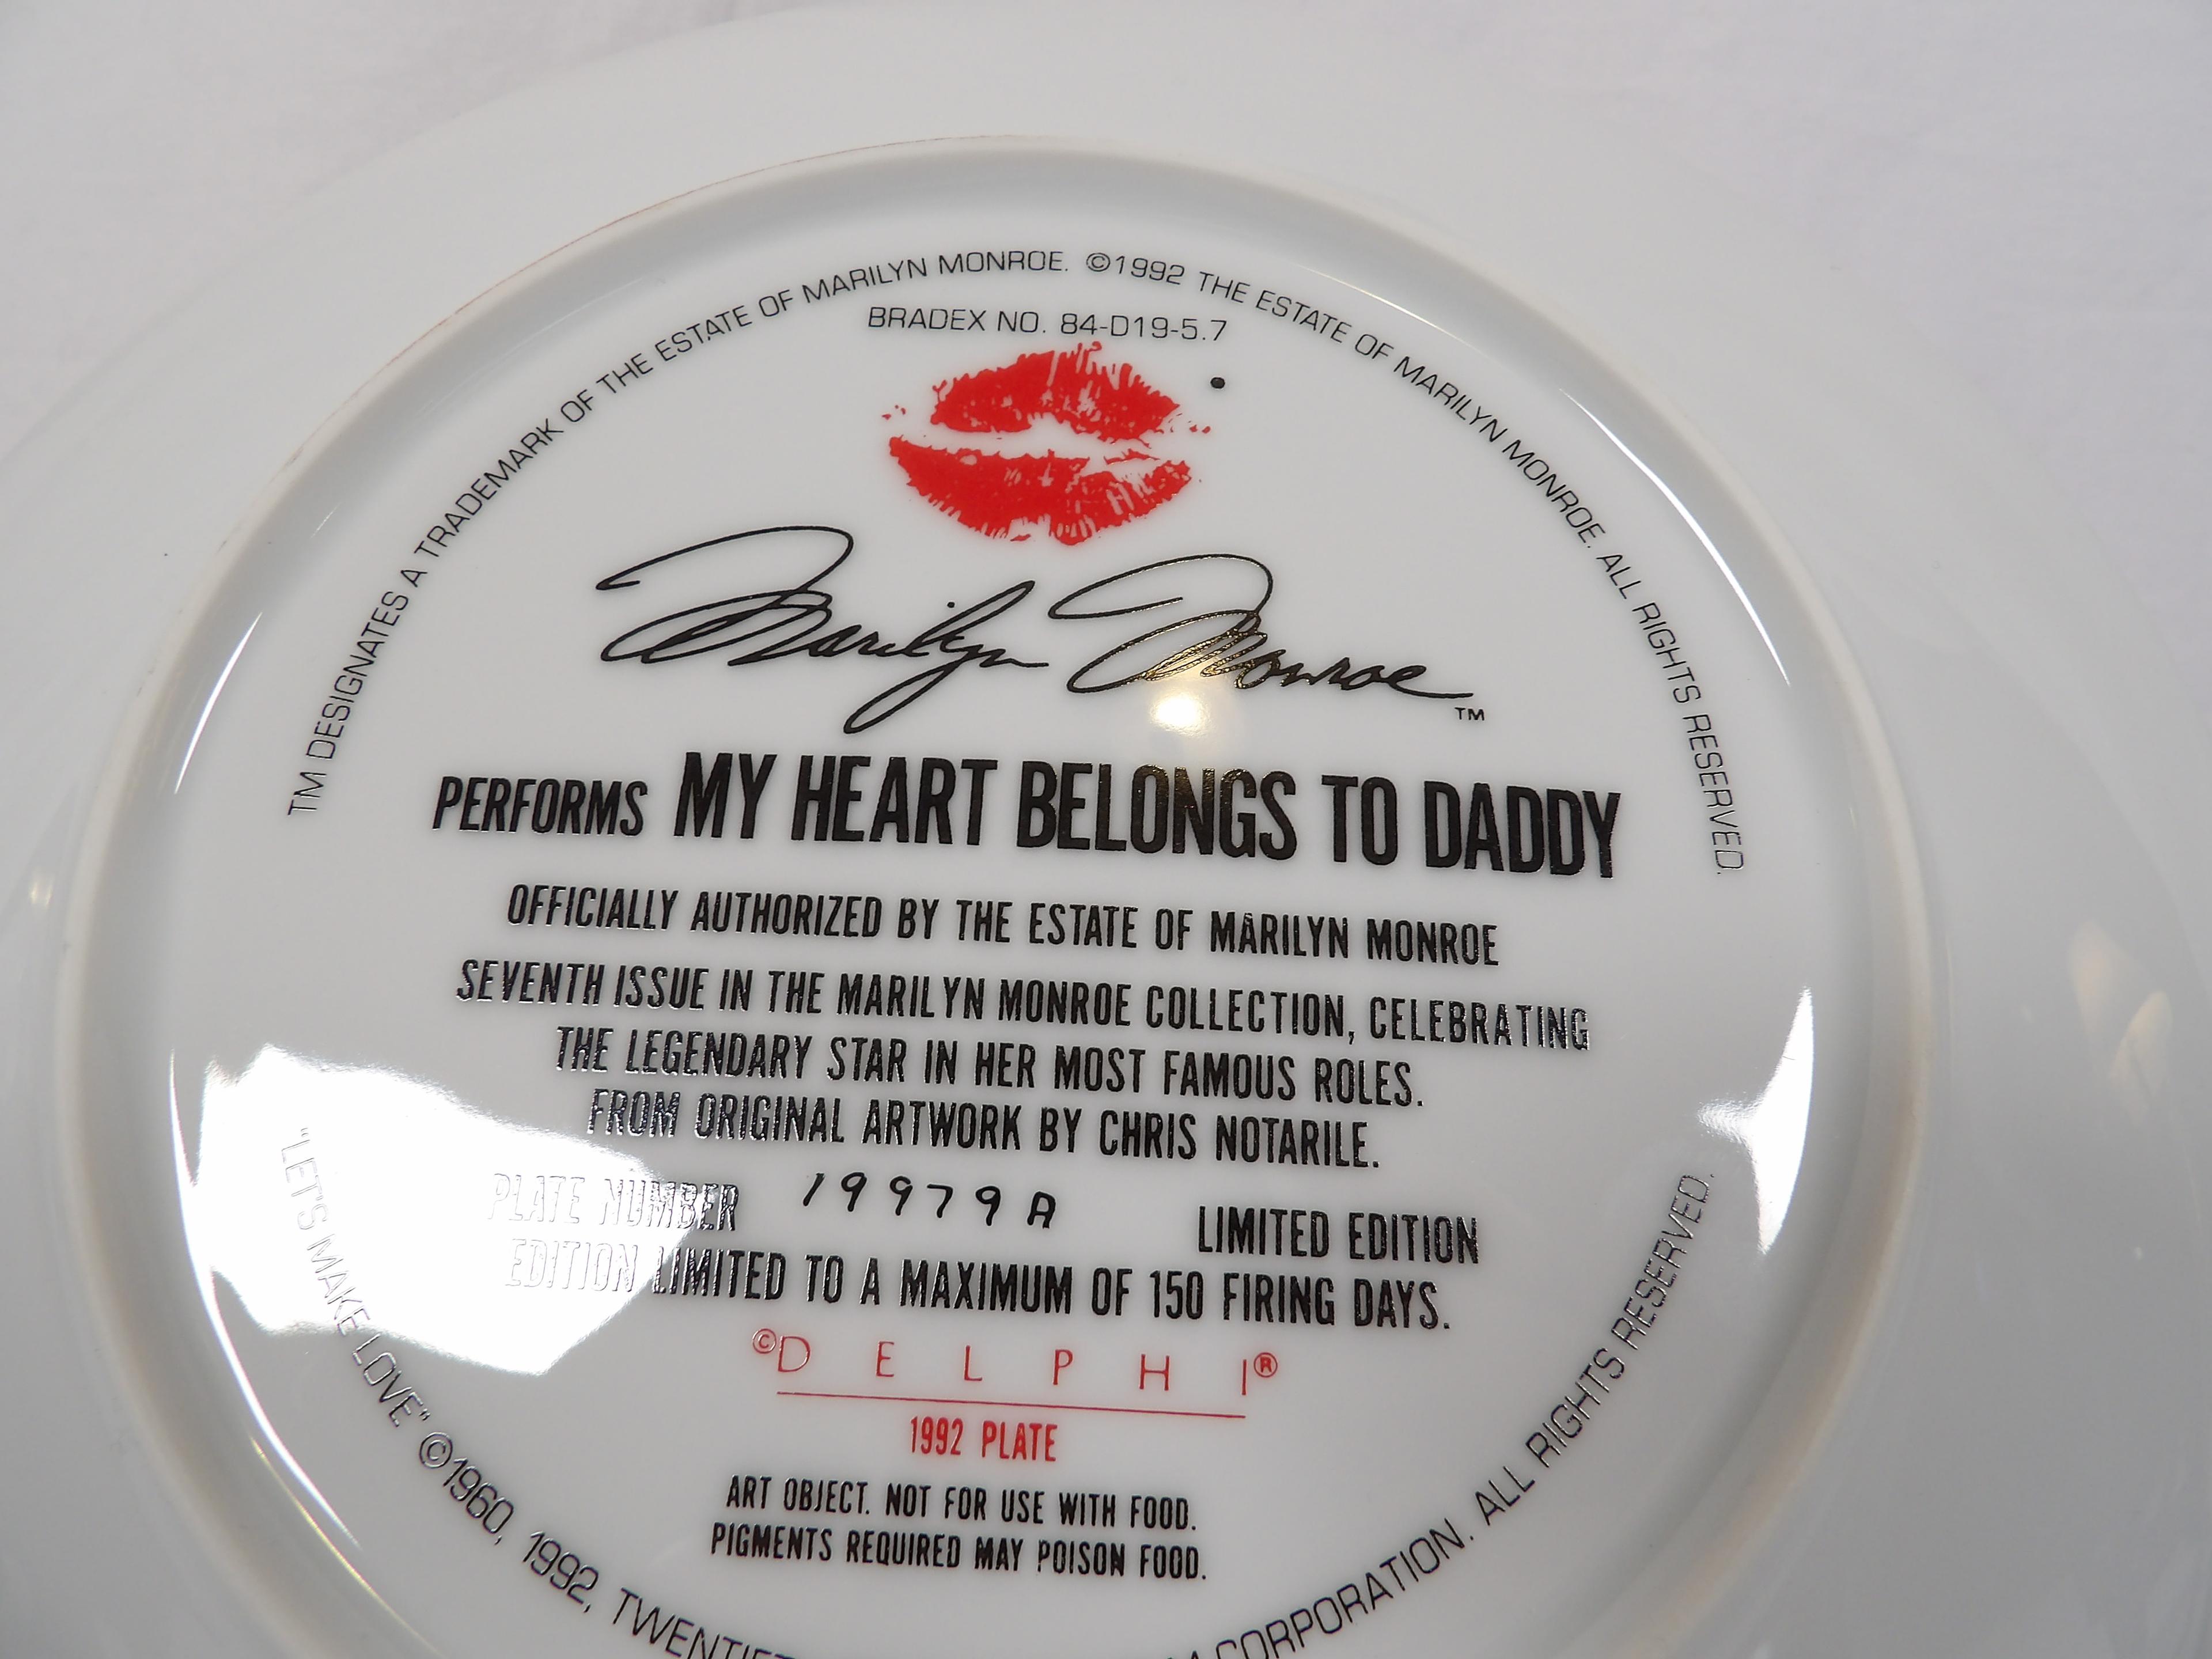 TM DESIGNATES A TRADEMARK OF THE ESTATE OF MARILYN MONROE. ©1992 THE ESTATE OF MARILYN MONROE. ALL RIGHTS RESERVED.
BRADEX NO. 84-D19-5.7
Marilyn Monroe TM
PERFORMS MY HEART BELONGS TO DADDY
OFFICIALLY AUTHORIZED BY THE ESTATE OF MARILYN MONROE
SEVENTH ISSUE IN THE MARILYN MONROE COLLECTION, CELEBRATING
THE LEGENDARY STAR IN HER MOST FAMOUS ROLES.
FROM ORIGINAL ARTWORK BY CHRIS NOTARILE.
PLATE NUMBER 19979A LIMITED EDITION
EDITION LIMITED TO A MAXIMUM OF 150 FIRING DAYS.
©DELPHI®
1992 PLATE
ART OBJECT. NOT FOR USE WITH FOOD.
PIGMENTS REQUIRED MAY POISON FOOD.
"LET'S MAKE LOVE" ©1960, 1992, CORPORATION. ALL RIGHTS RESERVED.